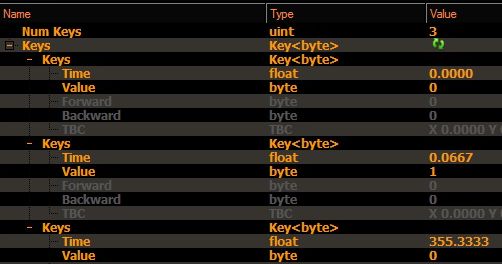 Name Type Value
Num Keys uint 3
Keys Key<byte>
Keys Key<byte>
Time float 0.0000
Value byte 0
Forward byte 0
Backward byte 0
TBC TBC X 0.0000 Y 0
Keys Key<byte>
Time float 0.0667
Value byte 1
Forward byte 0
Backward byte 0
TBC TBC X 0.0000 Y 0
Keys Key<byte>
Time float 355.3333
Value byte 0